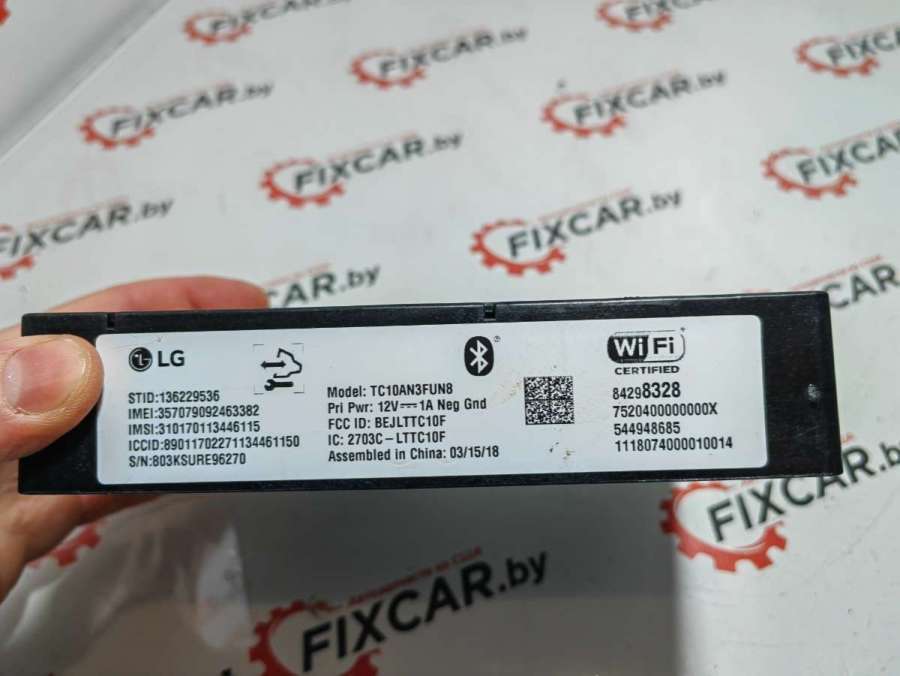 FIXCAR.by
FIXCAR.by
FIXCAR.by
FIXCAR.by
FIXCAR.by
FIXCAR.by
FIXCAR.by
FIXCAR.by
LG
STID:136229536
IMEI:357079092463382
IMSI:310170113446115
ICCID:89011702271134461150
S/N:803KSURE96270
Model: TC10AN3FUN8
Pri Pwr: 12V⎓1A Neg Gnd
FCC ID: BEJLTTC10F
IC: 2703C-LTTC10F
Assembled in China: 03/15/18
Wi Fi
CERTIFIED
84298328
7520400000000X
544948685
1118074000010014
FIXCAR.by
Автозапчасти из США
FIXCAR.by